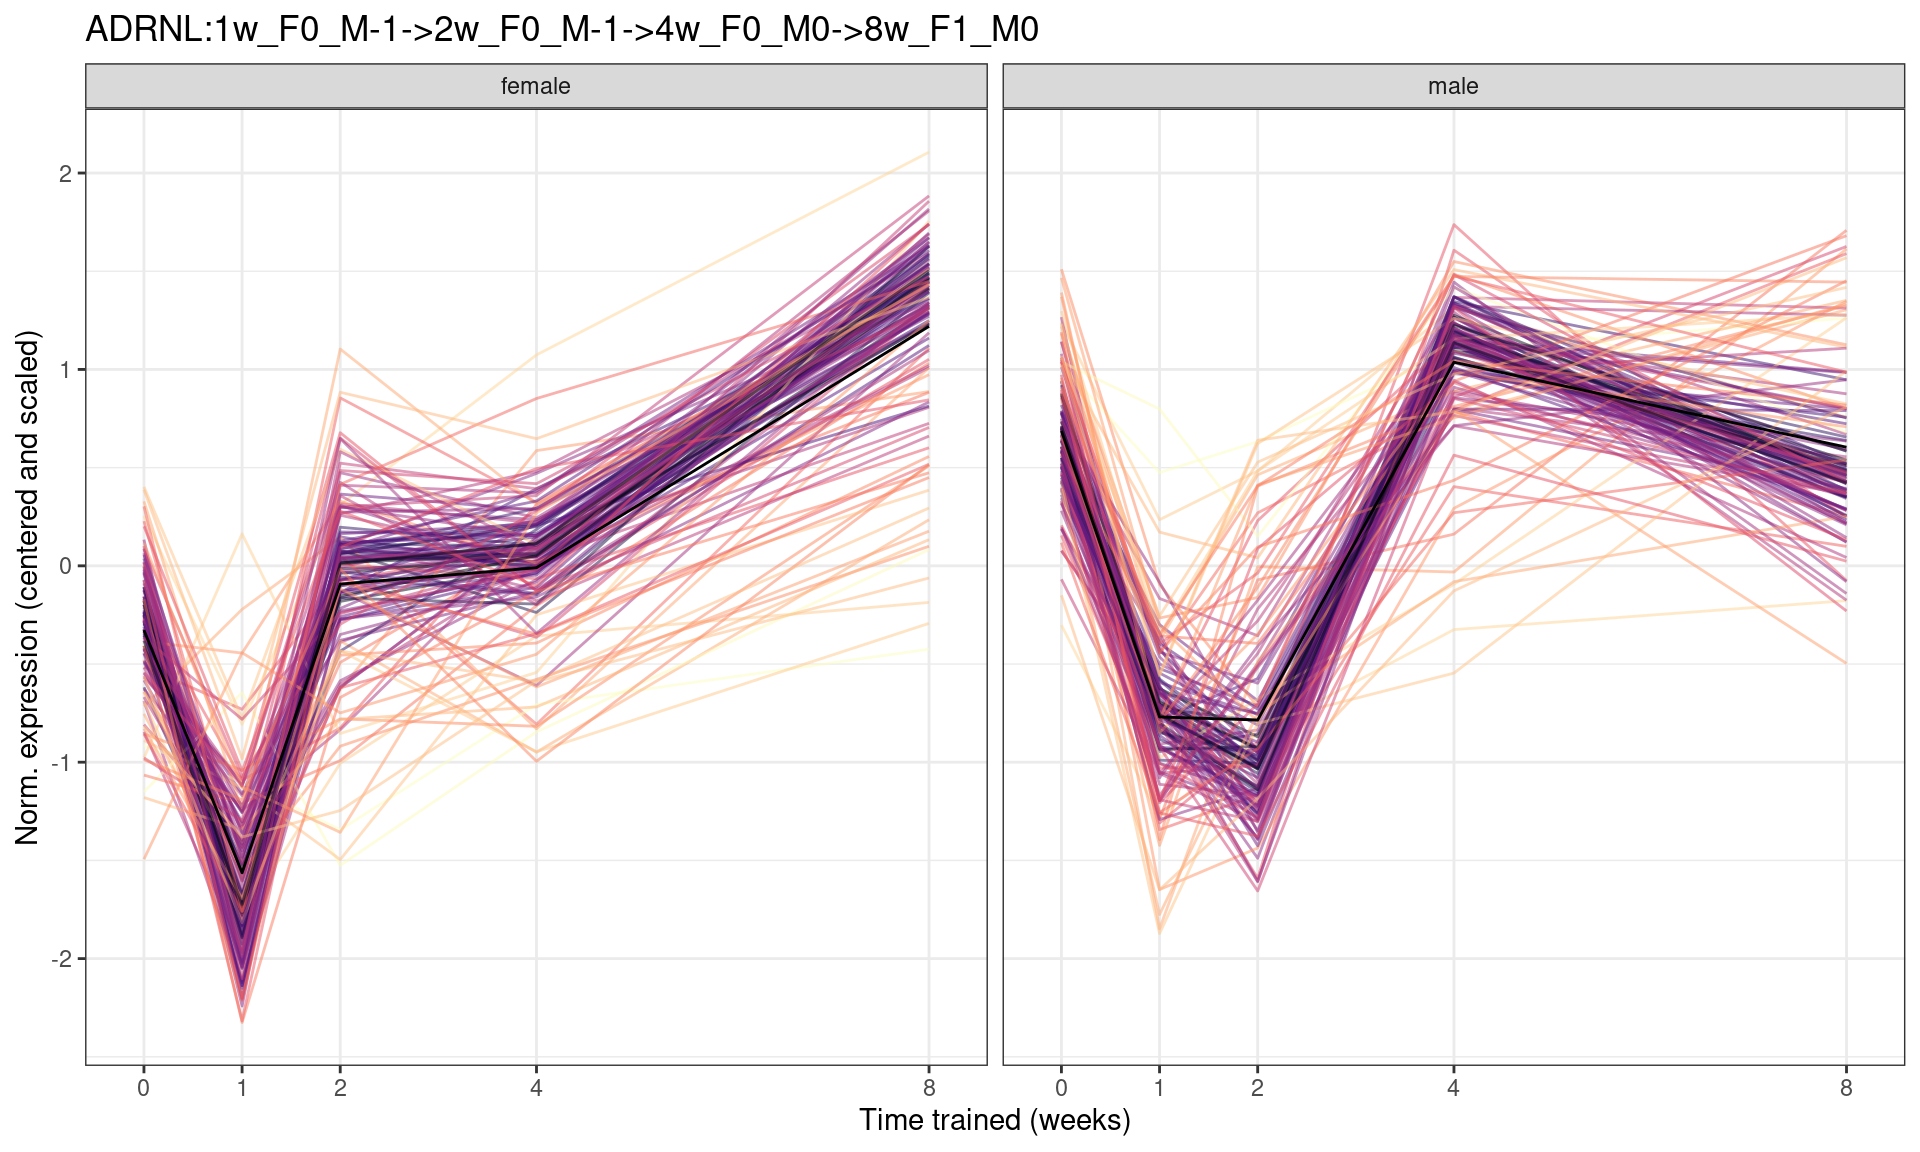 ADRNL:1w_F0_M-1->2w_F0_M-1->4w_F0_M0->8w_F1_M0
female
male
Norm. expression (centered and scaled)
2
1
0
-1
-2
0 1 2 4 8
0 1 2 4 8
Time trained (weeks)